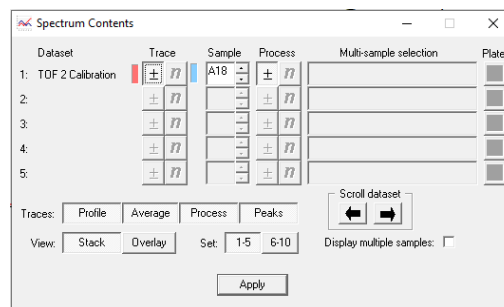 Spectrum Contents
Dataset Trace Sample Process Multi-sample selection Plate
1: TOF 2 Calibration ± n A18 ± n
2: ± n ± n
3: ± n ± n
4: ± n ± n
5: ± n ± n
Scroll dataset
Traces: Profile Average Process Peaks
View: Stack Overlay Set: 1-5 6-10 Display multiple samples:
Apply